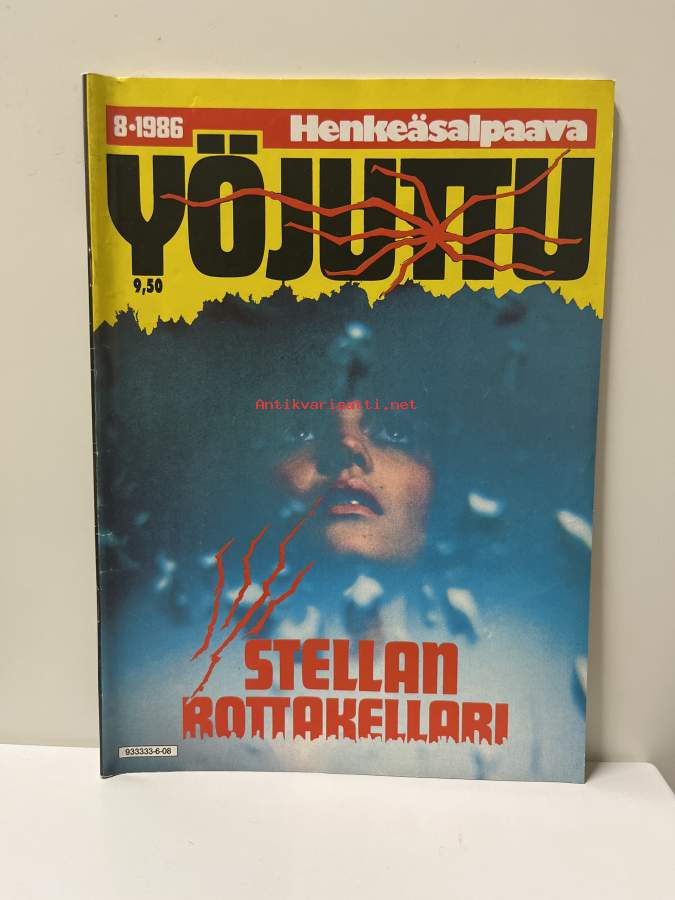 8•1986 Henkeäsalpaava
YÖJUTTU
9,50
Antikvariaatti.net
STELLAN
ROTTAKELLARI
933333-6-08